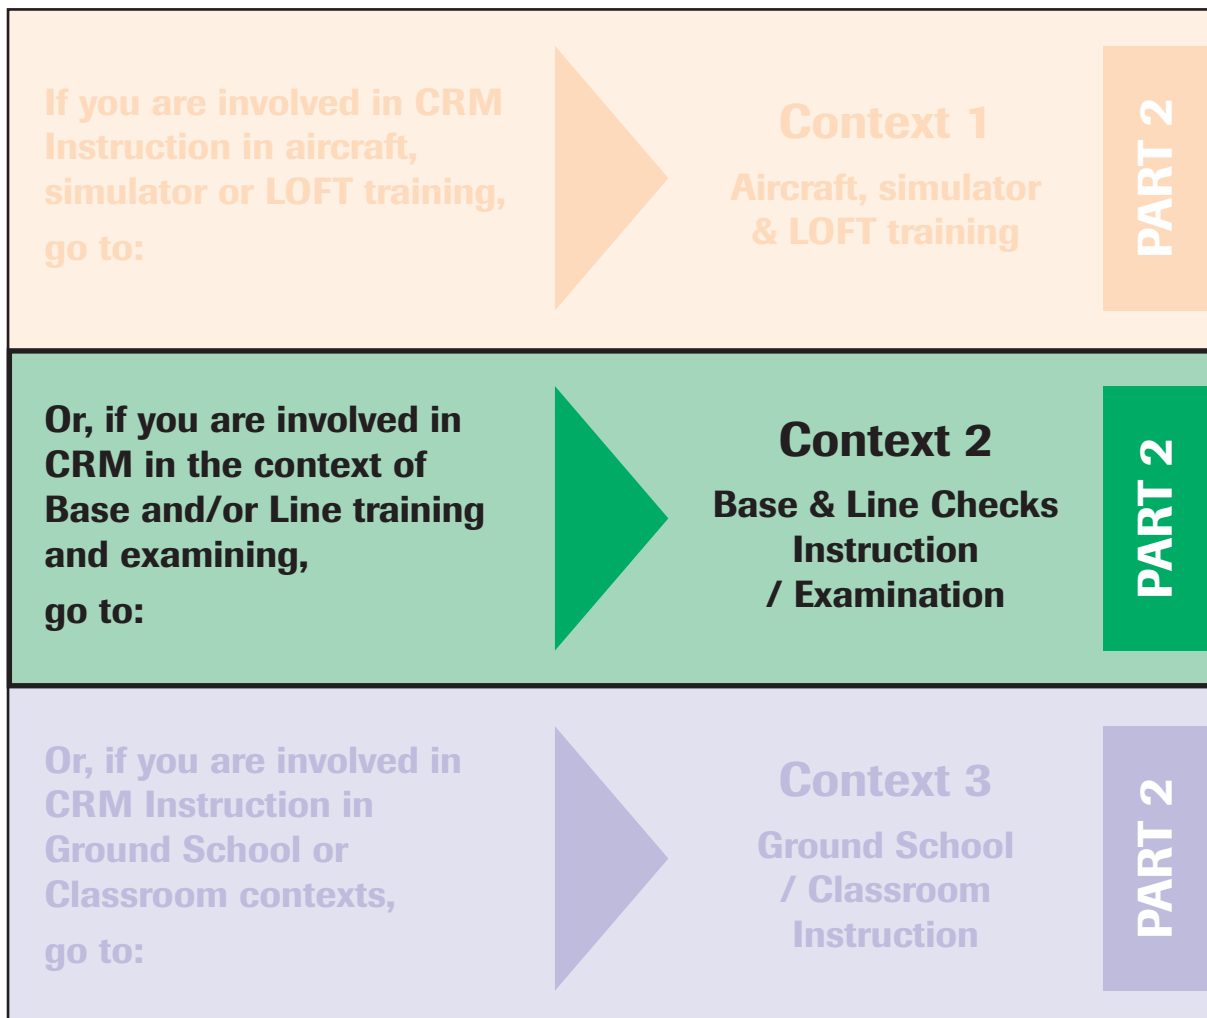 If you are involved in CRM
Instruction in aircraft,
simulator or LOFT training,
go to:
Context 1
Aircraft, simulator
& LOFT training
PART 2
Or, if you are involved in
CRM in the context of
Base and/or Line training
and examining,
go to:
Context 2
Base & Line Checks
Instruction
/ Examination
PART 2
Or, if you are involved in
CRM Instruction in
Ground School or
Classroom contexts,
go to:
Context 3
Ground School
/ Classroom
Instruction
PART 2